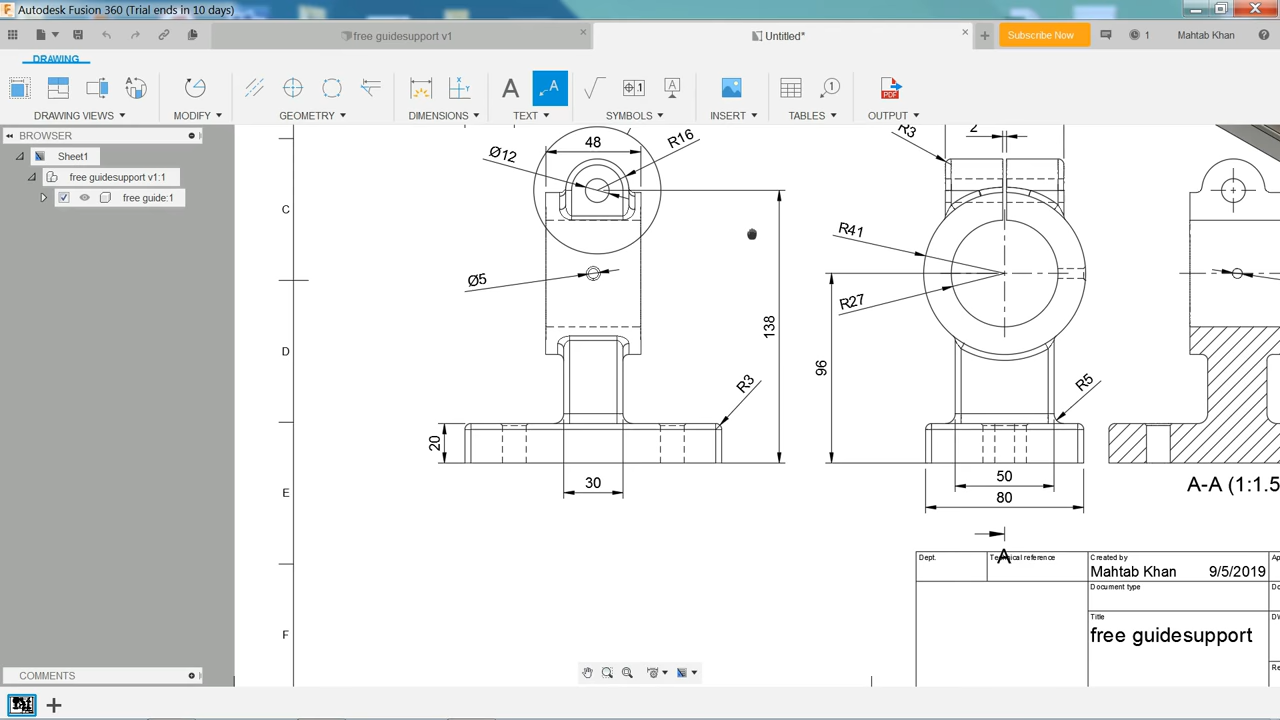 Autodesk Fusion 360 (Trial ends in 10 days)
free guidesupport v1
Untitled*
Subscribe Now
1
Mahtab Khan
DRAWING
DRAWING VIEWS
MODIFY
GEOMETRY
DIMENSIONS
TEXT
SYMBOLS
INSERT
TABLES
OUTPUT
PDF
BROWSER
Sheet1
free guidesupport v1:1
free guide:1
48
R16
Ø12
R3
2
C
R41
Ø5
R27
138
D
96
R3
R5
20
30
50
80
E
A-A (1:1.5
A
Dept.
Technical reference
Created by
Mahtab Khan 9/5/2019
Document type
Title
free guidesupport
F
COMMENTS